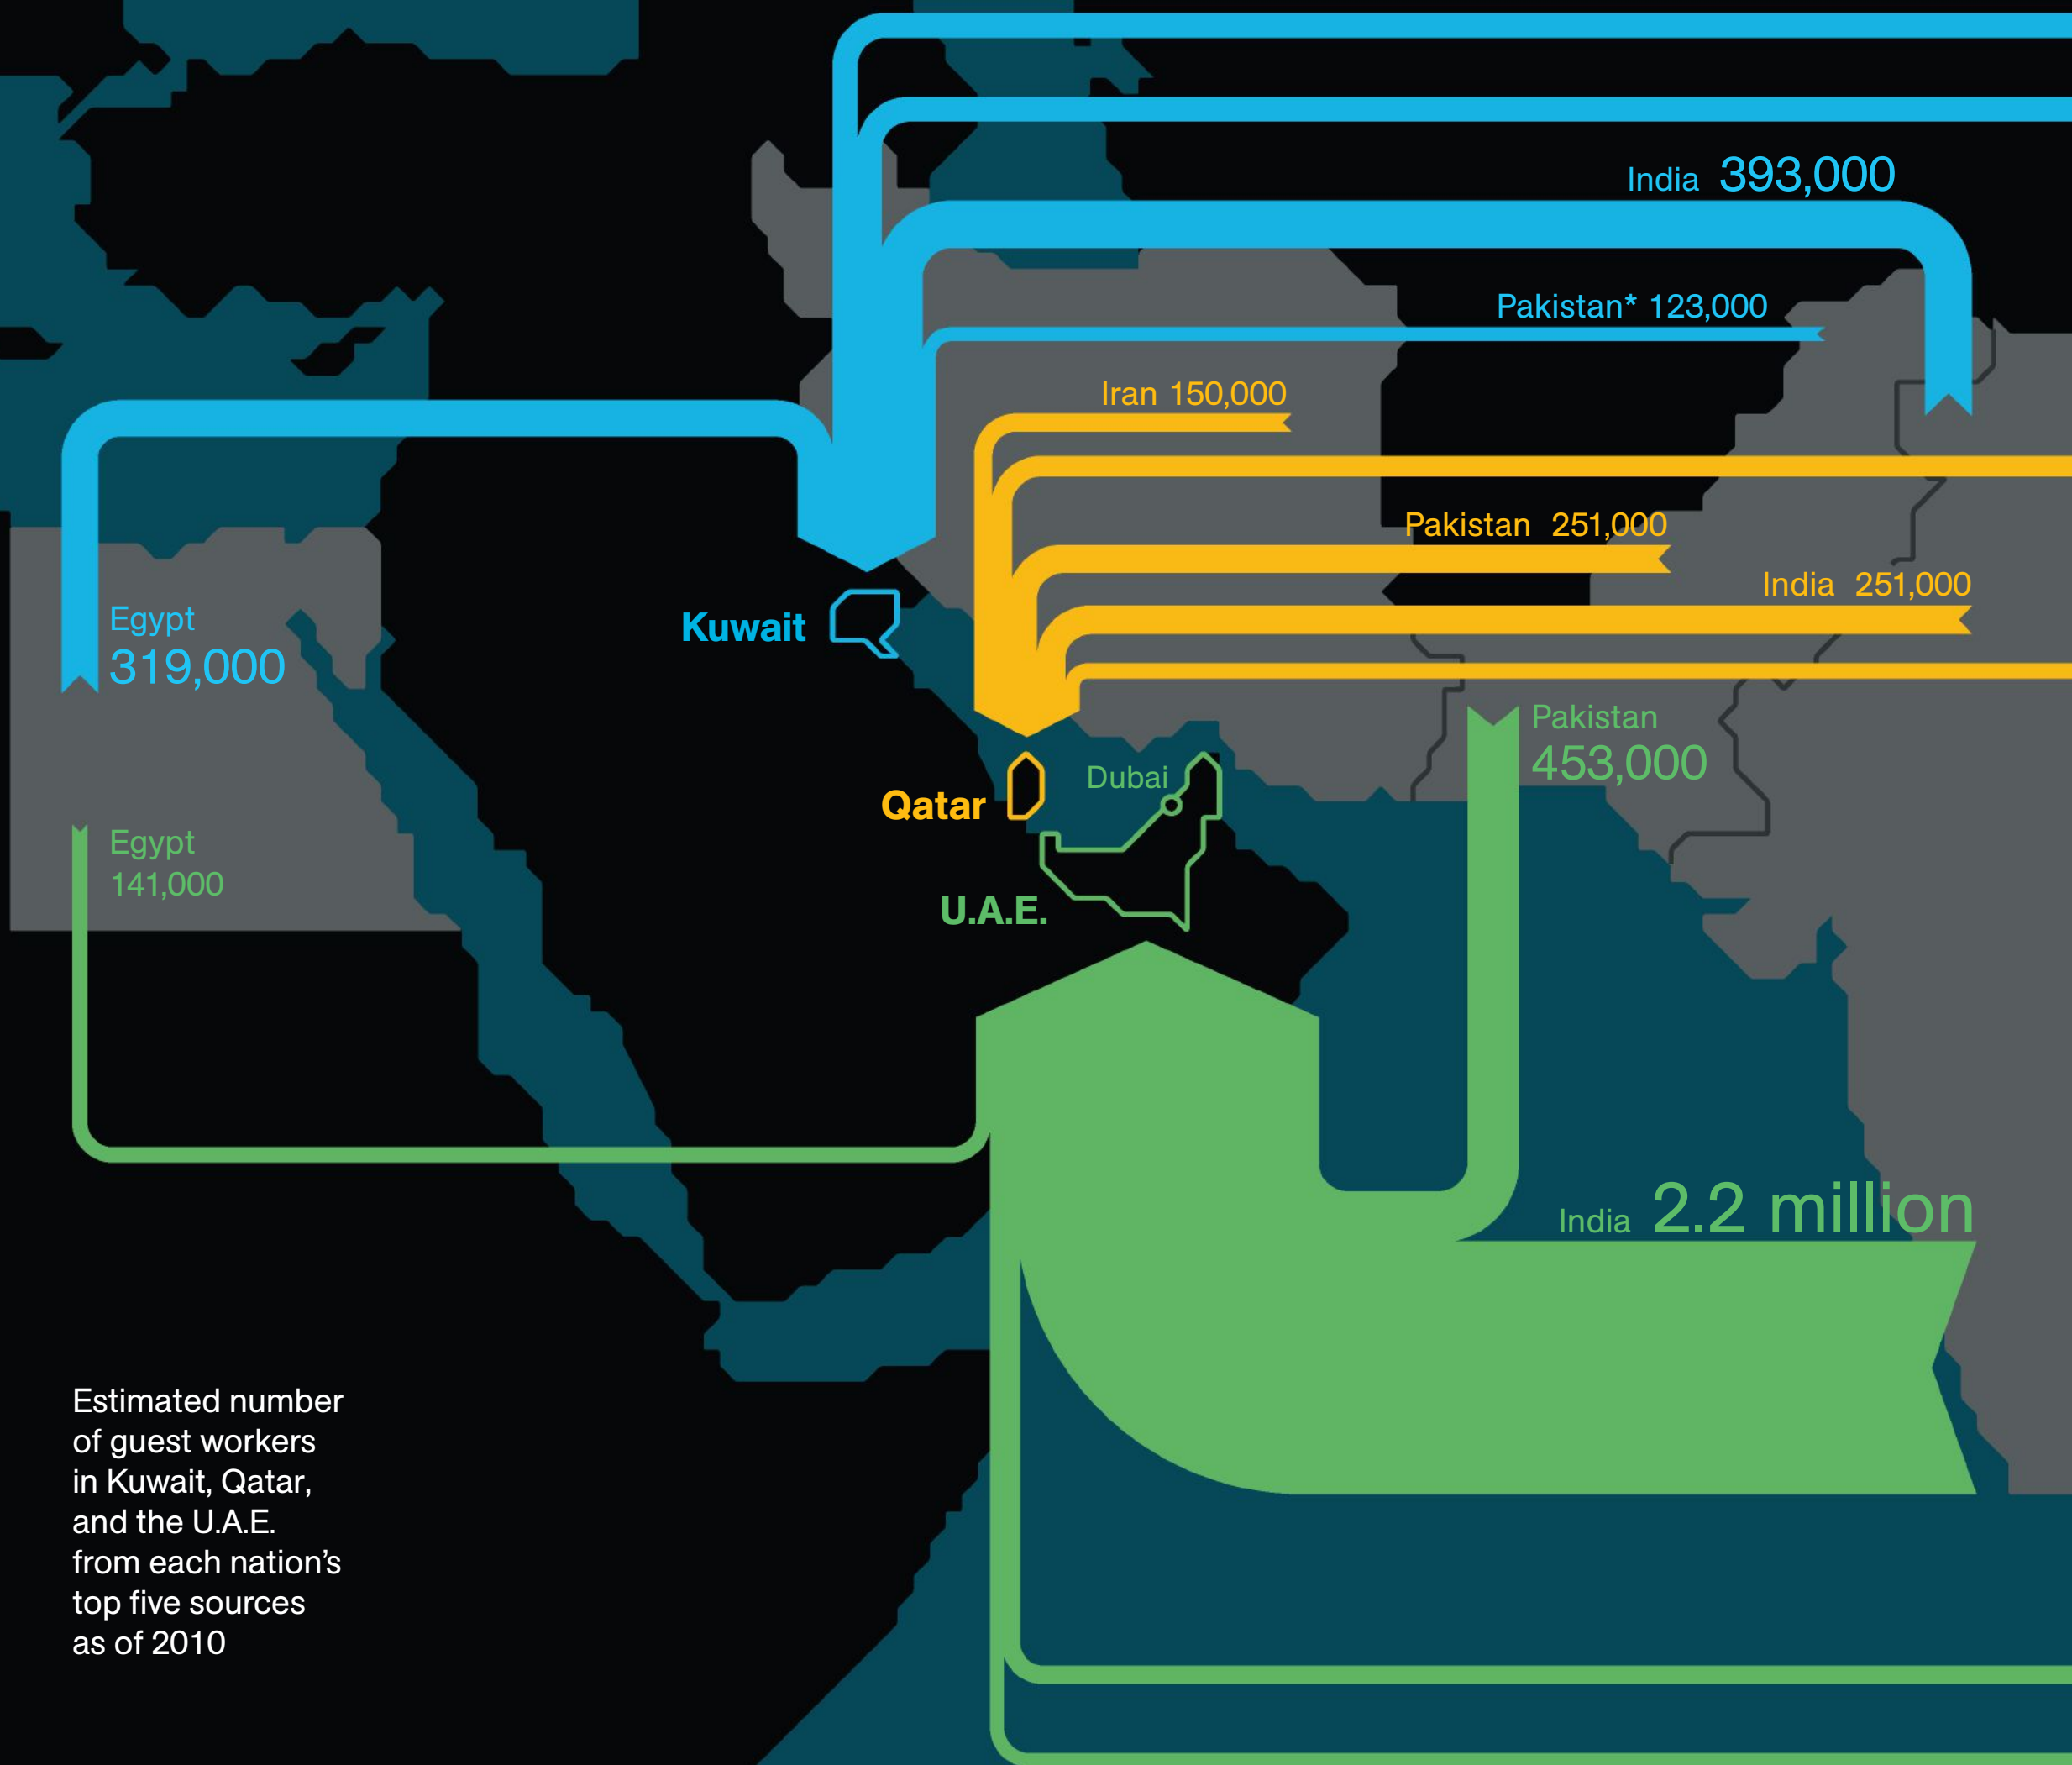 India 393,000
Pakistan* 123,000
Iran 150,000
Pakistan 251,000
India 251,000
Egypt
319,000
Kuwait
Pakistan
453,000
Dubai
Qatar
Egypt
141,000
U.A.E.
India 2.2 million
Estimated number
of guest workers
in Kuwait, Qatar,
and the U.A.E.
from each nation’s
top five sources
as of 2010